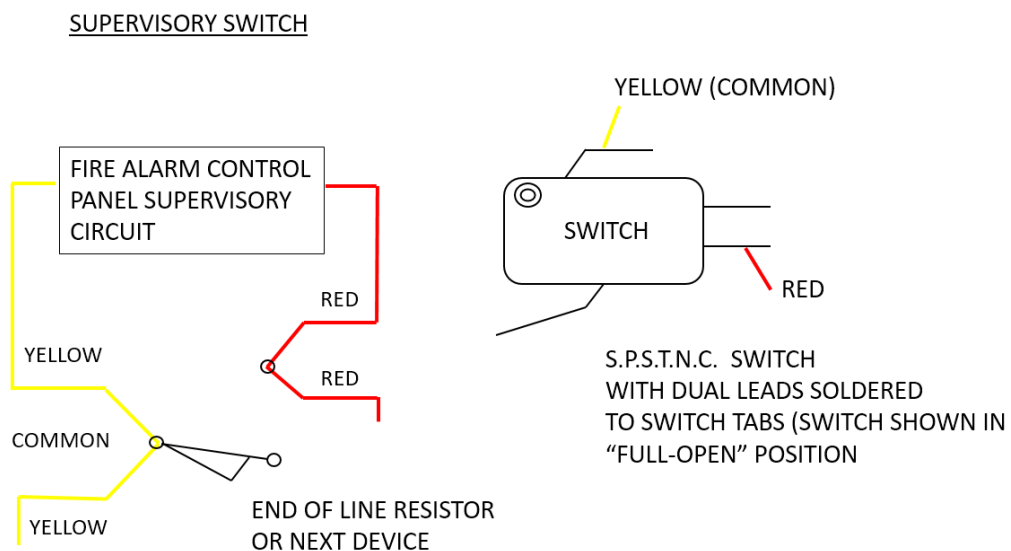 SUPERVISORY SWITCH
FIRE ALARM CONTROL
PANEL SUPERVISORY
CIRCUIT
RED
RED
YELLOW
COMMON
YELLOW
END OF LINE RESISTOR
OR NEXT DEVICE
YELLOW (COMMON)
SWITCH
RED
S.P.S.T.N.C. SWITCH
WITH DUAL LEADS SOLDERED
TO SWITCH TABS (SWITCH SHOWN IN
“FULL-OPEN” POSITION